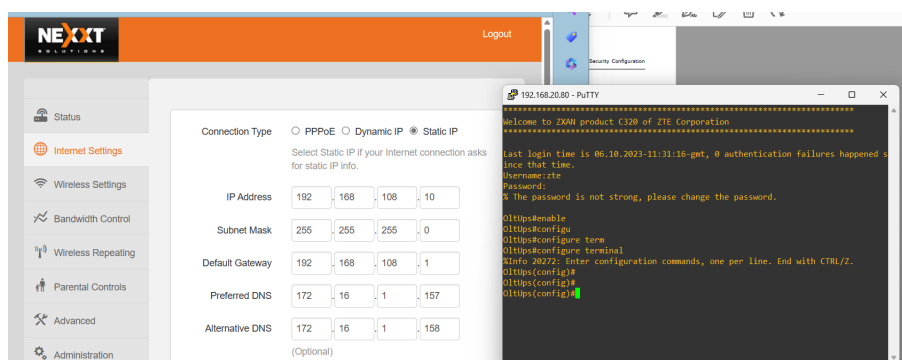 NEXXT
SOLUTIONS
Logout
Status
Internet Settings
Wireless Settings
Bandwidth Control
Wireless Repeating
Parental Controls
Advanced
Administration
Connection Type PPPoE Dynamic IP Static IP
Select Static IP if your Internet connection asks
for static IP info.
IP Address 192 . 168 . 108 . 10
Subnet Mask 255 . 255 . 255 . 0
Default Gateway 192 . 168 . 108 . 1
Preferred DNS 172 . 16 . 1 . 157
Alternative DNS 172 . 16 . 1 . 158
(Optional)
Security Configuration
192.168.20.80 - PuTTY
***************************************************************************
Welcome to ZXAN product C320 of ZTE Corporation
***************************************************************************
Last login time is 06.10.2023-11:31:16-gmt, 0 authentication failures happened s
ince that time.
Username:zte
Password:
% The password is not strong, please change the password.
OltUps#enable
OltUps#configu
OltUps#configure term
OltUps#configure terminal
%Info 20272: Enter configuration commands, one per line. End with CTRL/Z.
OltUps(config)#
OltUps(config)#
OltUps(config)#